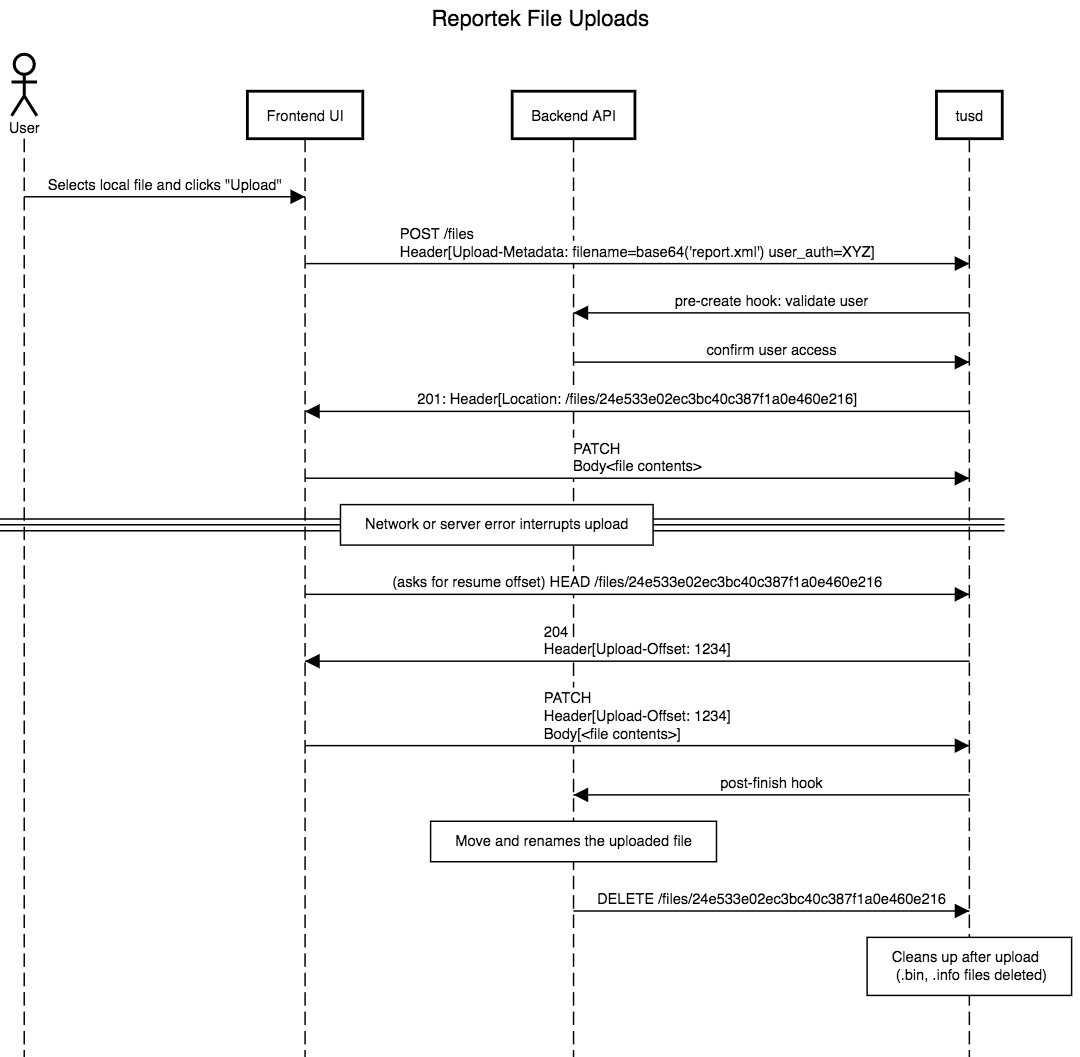 Reportek File Uploads
User
Frontend UI
Backend API
tusd
Selects local file and clicks "Upload"
POST /files
Header[Upload-Metadata: filename=base64('report.xml') user_auth=XYZ]
pre-create hook: validate user
confirm user access
201: Header[Location: /files/24e533e02ec3bc40c387f1a0e460e216]
PATCH
Body<file contents>
Network or server error interrupts upload
(asks for resume offset) HEAD /files/24e533e02ec3bc40c387f1a0e460e216
204
Header[Upload-Offset: 1234]
PATCH
Header[Upload-Offset: 1234]
Body[<file contents>]
post-finish hook
Move and renames the uploaded file
DELETE /files/24e533e02ec3bc40c387f1a0e460e216
Cleans up after upload
(.bin, .info files deleted)